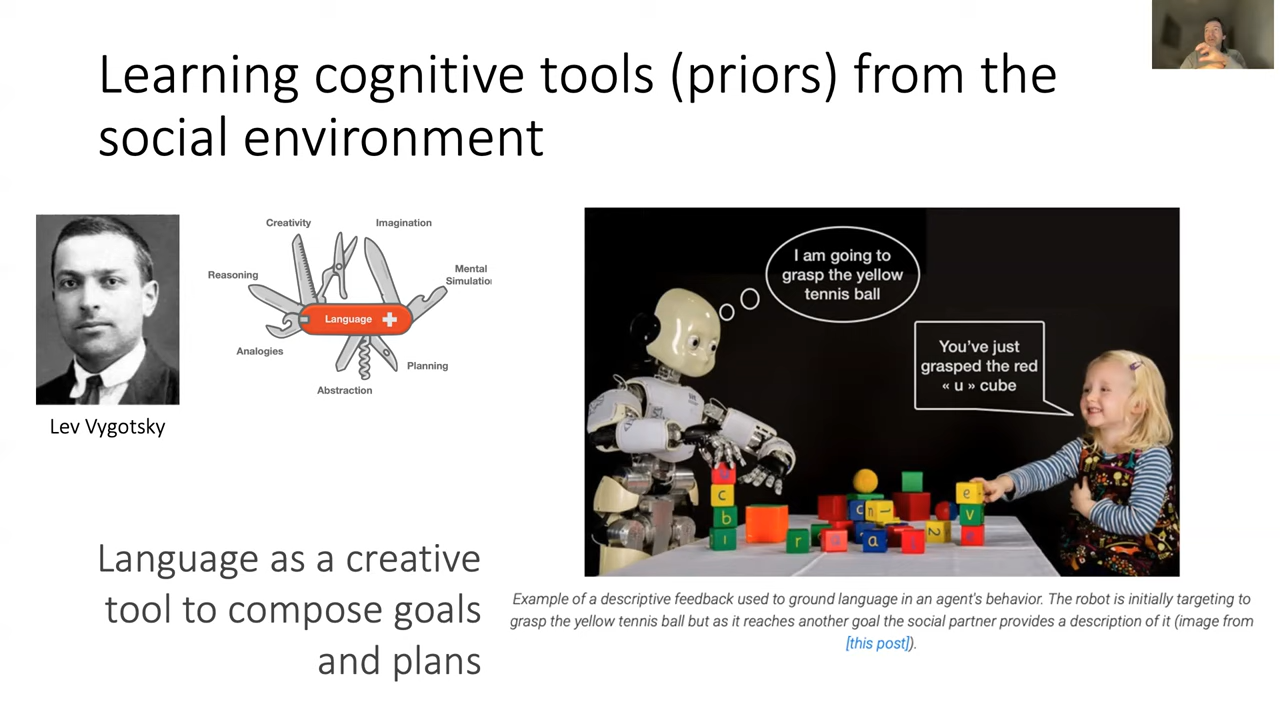 Learning cognitive tools (priors) from the
social environment
Creativity
Imagination
Reasoning
Mental
Simulation
Language
Analogies
Planning
Abstraction
Lev Vygotsky
Language as a creative
tool to compose goals
and plans
I am going to
grasp the yellow
tennis ball
You've just
grasped the red
« u » cube
c
b
e
v
r
a
a
2
Example of a descriptive feedback used to ground language in an agent's behavior. The robot is initially targeting to
grasp the yellow tennis ball but as it reaches another goal the social partner provides a description of it (image from
[this post]).